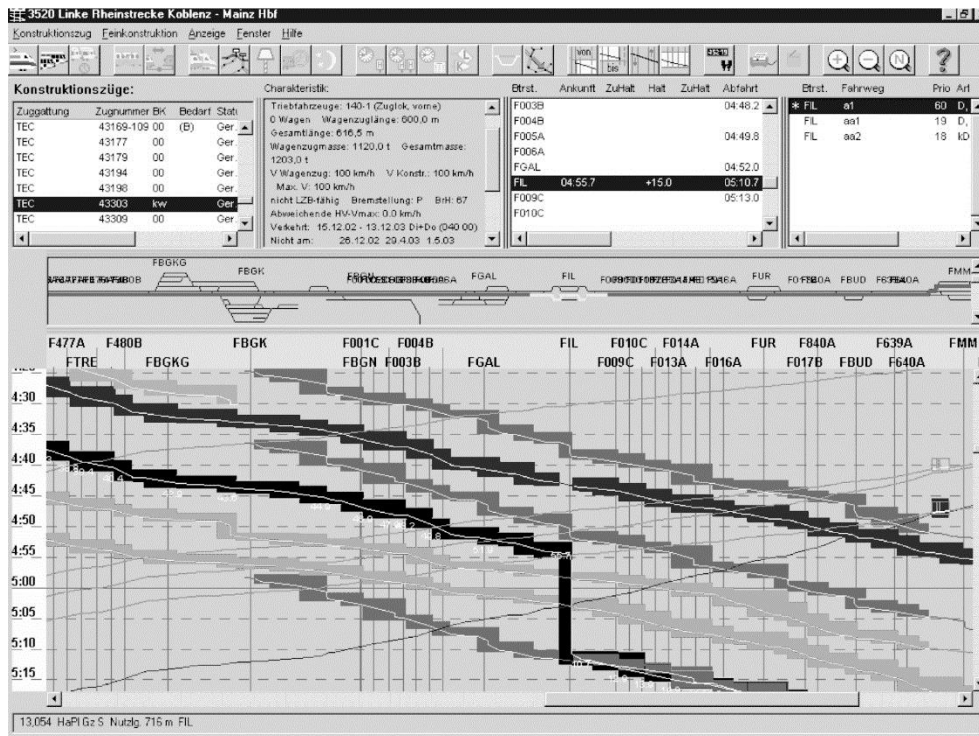 3520 Linke Rheinstrecke Koblenz - Mainz Hbf
Konstruktionszug Feinkonstruktion Anzeige Fenster Hilfe
von
bis
45219
Konstruktionszüge:
Zuggattung Zugnummer BK Bedarf Statu
TEC 43169-109 00 (B) Ger.
TEC 43177 00 Ger.
TEC 43179 00 Ger.
TEC 43194 00 Ger.
TEC 43198 00 Ger.
TEC 43303 kw Ger.
TEC 43309 00 Ger.
Charakteristik:
Triebfahrzeuge: 140-1 (Zuglok, vorne)
0 Wagen Wagenzuglänge: 600,0 m
Gesamtlänge: 616,5 m
Wagenzugmasse: 1120,0 t Gesamtmasse:
1203,0 t
V Wagenzug: 100 km/h V Konstr.: 100 km/h
Max. V: 100 km/h
nicht LZB-fähig Bremstellung: P BrH: 67
Abweichende HV-Vmax: 0.0 km/h
Verkehrt: 15.12.02 - 13.12.03 Di+Do (040 00)
Nicht am: 26.12.02 29.4.03 1.5.03
Btrst. Ankunft ZuHalt Halt ZuHalt Abfahrt
F003B 04:48.2
F004B
F005A 04:49.8
F006A
FGAL 04:52.0
FIL 04:55.7 +15.0 05:10.7
F009C 05:13.0
F010C
Btrst. Fahrweg Prio Art
* FIL a1 60 D,
FIL aa1 19 D,
FIL aa2 18 kD
FBGKG
FBGK
FGAL
FIL
FUR
FBUD
FMM
F477A F480B FBGK F001C F004B FIL F010C F014A FUR F840A F639A FMM
FTRE FBGKG FBGN F003B FGAL F009C F013A F016A F017B FBUD F640A
4:30
4:35
4:40
4:45
4:50
4:55
5:00
5:05
5:10
5:15
13,054 HaPl Gz S Nutzlg. 716 m FIL